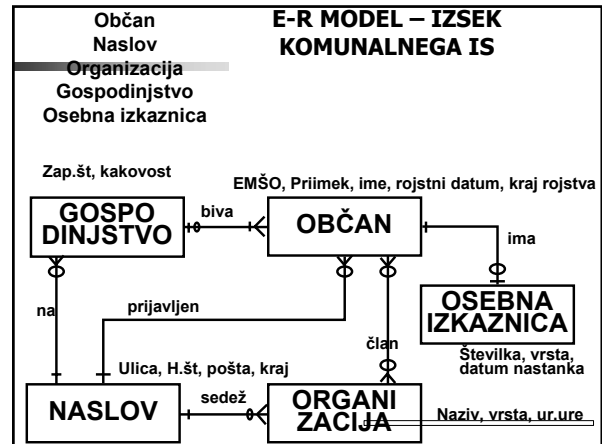 Občan
Naslov
Organizacija
Gospodinjstvo
Osebna izkaznica
E-R MODEL – IZSEK
KOMUNALNEGA IS
Zap.št, kakovost
EMŠO, Priimek, ime, rojstni datum, kraj rojstva
GOSPO
DINJSTVO
biva
OBČAN
ima
OSEBNA
IZKAZNICA
na
prijavljen
član
Številka, vrsta,
datum nastanka
Ulica, H.št, pošta, kraj
NASLOV
sedež
ORGANI
ZACIJA
Naziv, vrsta, ur.ure